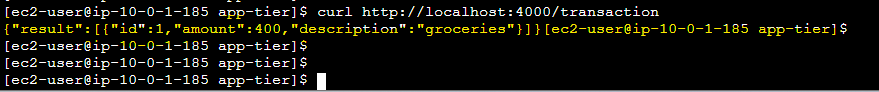 [ec2-user@ip-10-0-1-185 app-tier]$ curl http://localhost:4000/transaction
{"result":[{"id":1,"amount":400,"description":"groceries"}]}[ec2-user@ip-10-0-1-185 app-tier]$
[ec2-user@ip-10-0-1-185 app-tier]$
[ec2-user@ip-10-0-1-185 app-tier]$
[ec2-user@ip-10-0-1-185 app-tier]$